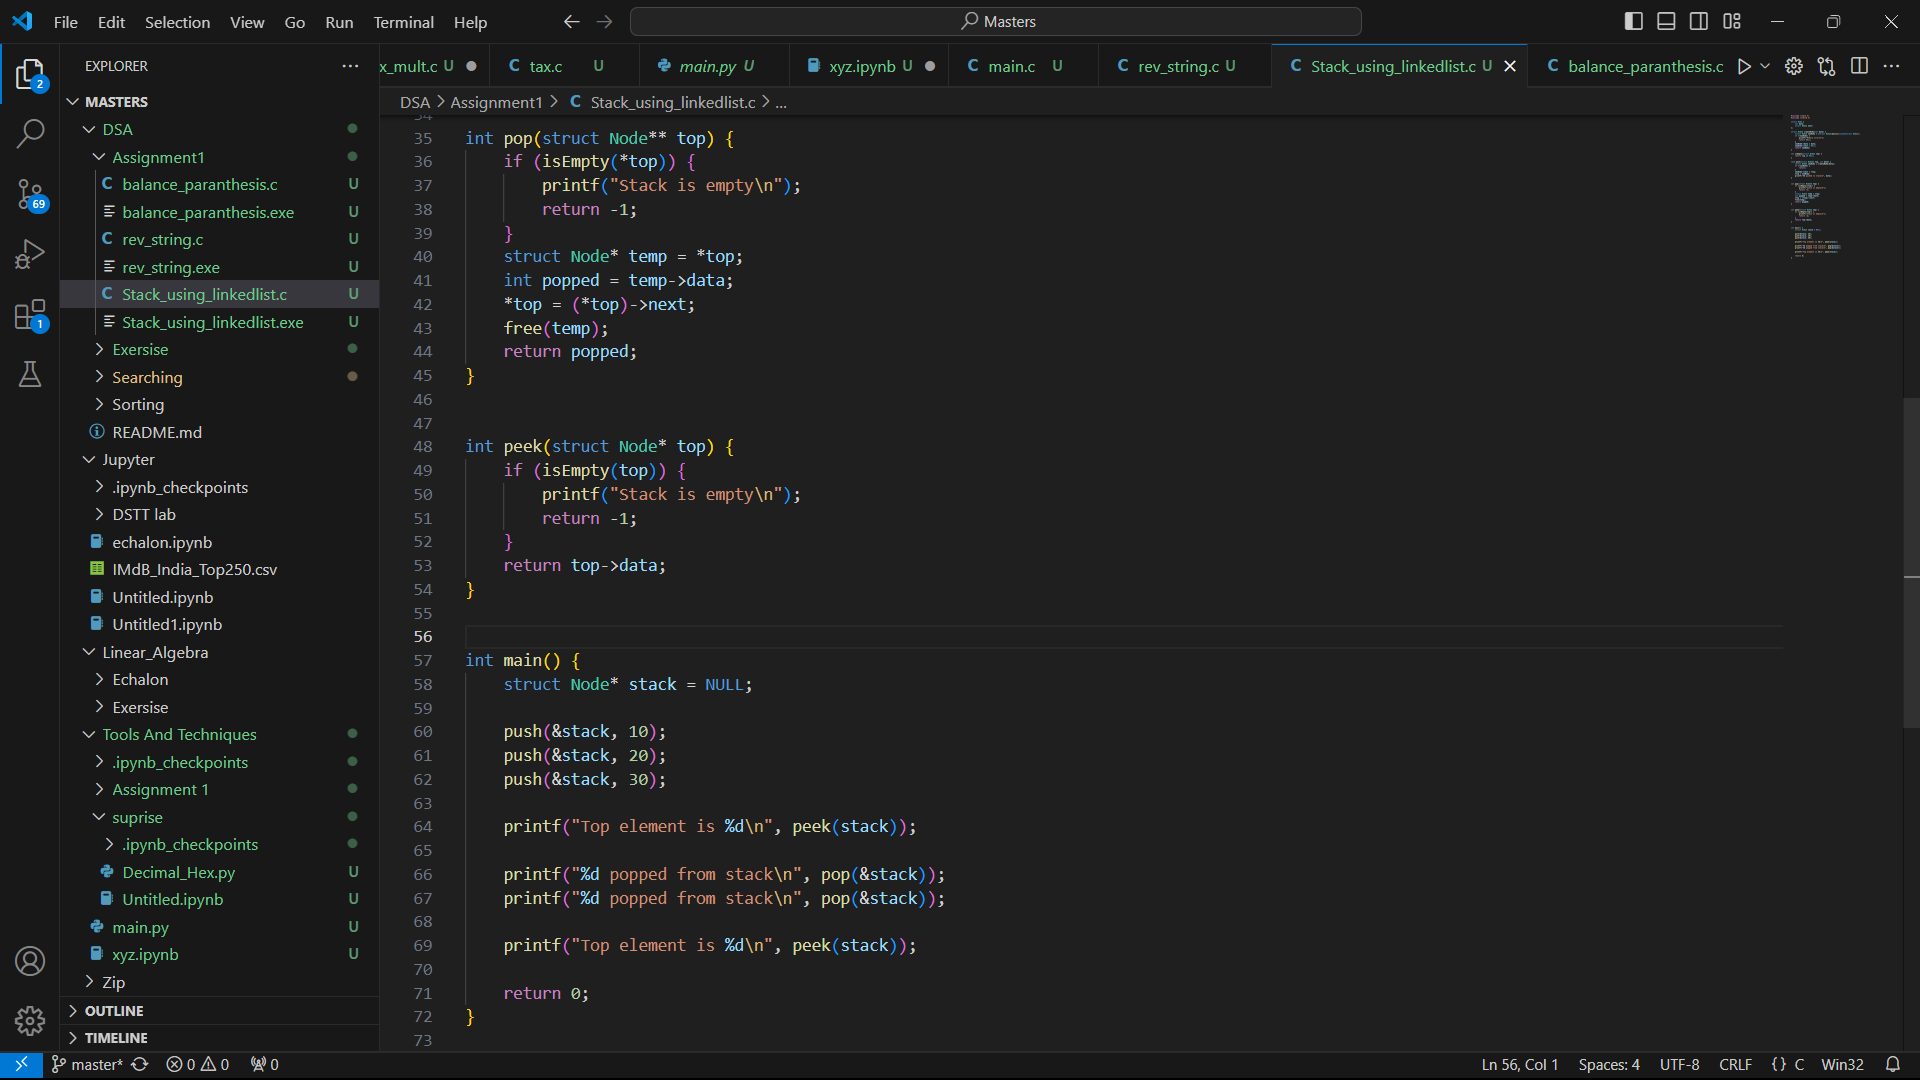 File Edit Selection View Go Run Terminal Help
Masters
EXPLORER
x_mult.c U
tax.c U
main.py U
xyz.ipynb U
main.c U
rev_string.c U
Stack_using_linkedlist.c U
balance_paranthesis.c
DSA > Assignment1 > C Stack_using_linkedlist.c > ...
2
69
1
MASTERS
DSA
Assignment1
C balance_paranthesis.c U
balance_paranthesis.exe U
C rev_string.c U
rev_string.exe U
C Stack_using_linkedlist.c U
Stack_using_linkedlist.exe U
Exersise
Searching
Sorting
README.md
Jupyter
.ipynb_checkpoints
DSTT lab
echalon.ipynb
IMdB_India_Top250.csv
Untitled.ipynb
Untitled1.ipynb
Linear_Algebra
Echalon
Exersise
Tools And Techniques
.ipynb_checkpoints
Assignment 1
suprise
.ipynb_checkpoints
Decimal_Hex.py U
Untitled.ipynb U
main.py U
xyz.ipynb U
Zip
OUTLINE
TIMELINE
34
35 int pop(struct Node** top) {
36 if (isEmpty(*top)) {
37 printf("Stack is empty\n");
38 return -1;
39 }
40 struct Node* temp = *top;
41 int popped = temp->data;
42 *top = (*top)->next;
43 free(temp);
44 return popped;
45 }
46
47
48 int peek(struct Node* top) {
49 if (isEmpty(top)) {
50 printf("Stack is empty\n");
51 return -1;
52 }
53 return top->data;
54 }
55
56
57 int main() {
58 struct Node* stack = NULL;
59
60 push(&stack, 10);
61 push(&stack, 20);
62 push(&stack, 30);
63
64 printf("Top element is %d\n", peek(stack));
65
66 printf("%d popped from stack\n", pop(&stack));
67 printf("%d popped from stack\n", pop(&stack));
68
69 printf("Top element is %d\n", peek(stack));
70
71 return 0;
72 }
73
master* 0 0 0
Ln 56, Col 1 Spaces: 4 UTF-8 CRLF {} C Win32